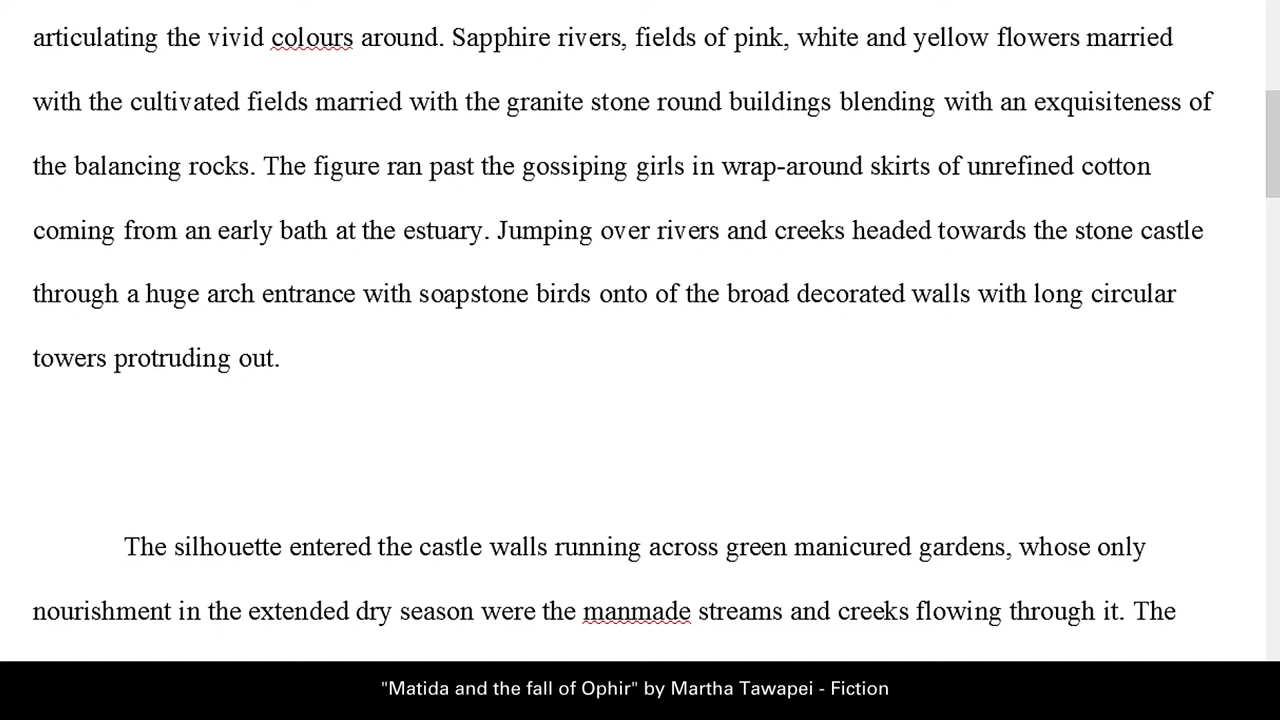 articulating the vivid colours around. Sapphire rivers, fields of pink, white and yellow flowers married
with the cultivated fields married with the granite stone round buildings blending with an exquisiteness of
the balancing rocks. The figure ran past the gossiping girls in wrap-around skirts of unrefined cotton
coming from an early bath at the estuary. Jumping over rivers and creeks headed towards the stone castle
through a huge arch entrance with soapstone birds onto of the broad decorated walls with long circular
towers protruding out.
The silhouette entered the castle walls running across green manicured gardens, whose only
nourishment in the extended dry season were the manmade streams and creeks flowing through it. The
"Matida and the fall of Ophir" by Martha Tawapei - Fiction